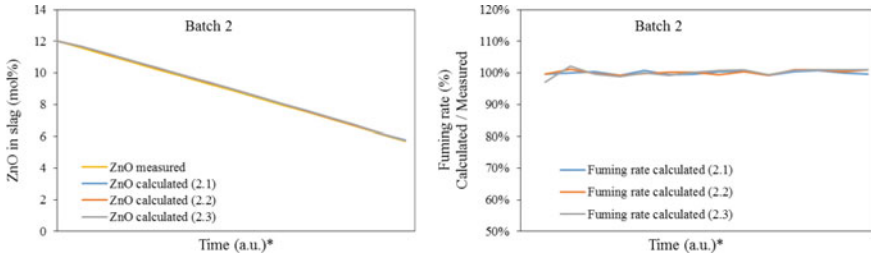 Batch 2
ZnO in slag (mol%)
14
12
10
8
6
4
2
0
ZnO measured
ZnO calculated (2.1)
ZnO calculated (2.2)
ZnO calculated (2.3)
Time (a.u.)*
Batch 2
Fuming rate (%)
Calculated / Measured
120%
110%
100%
90%
80%
70%
60%
50%
Fuming rate calculated (2.1)
Fuming rate calculated (2.2)
Fuming rate calculated (2.3)
Time (a.u.)*